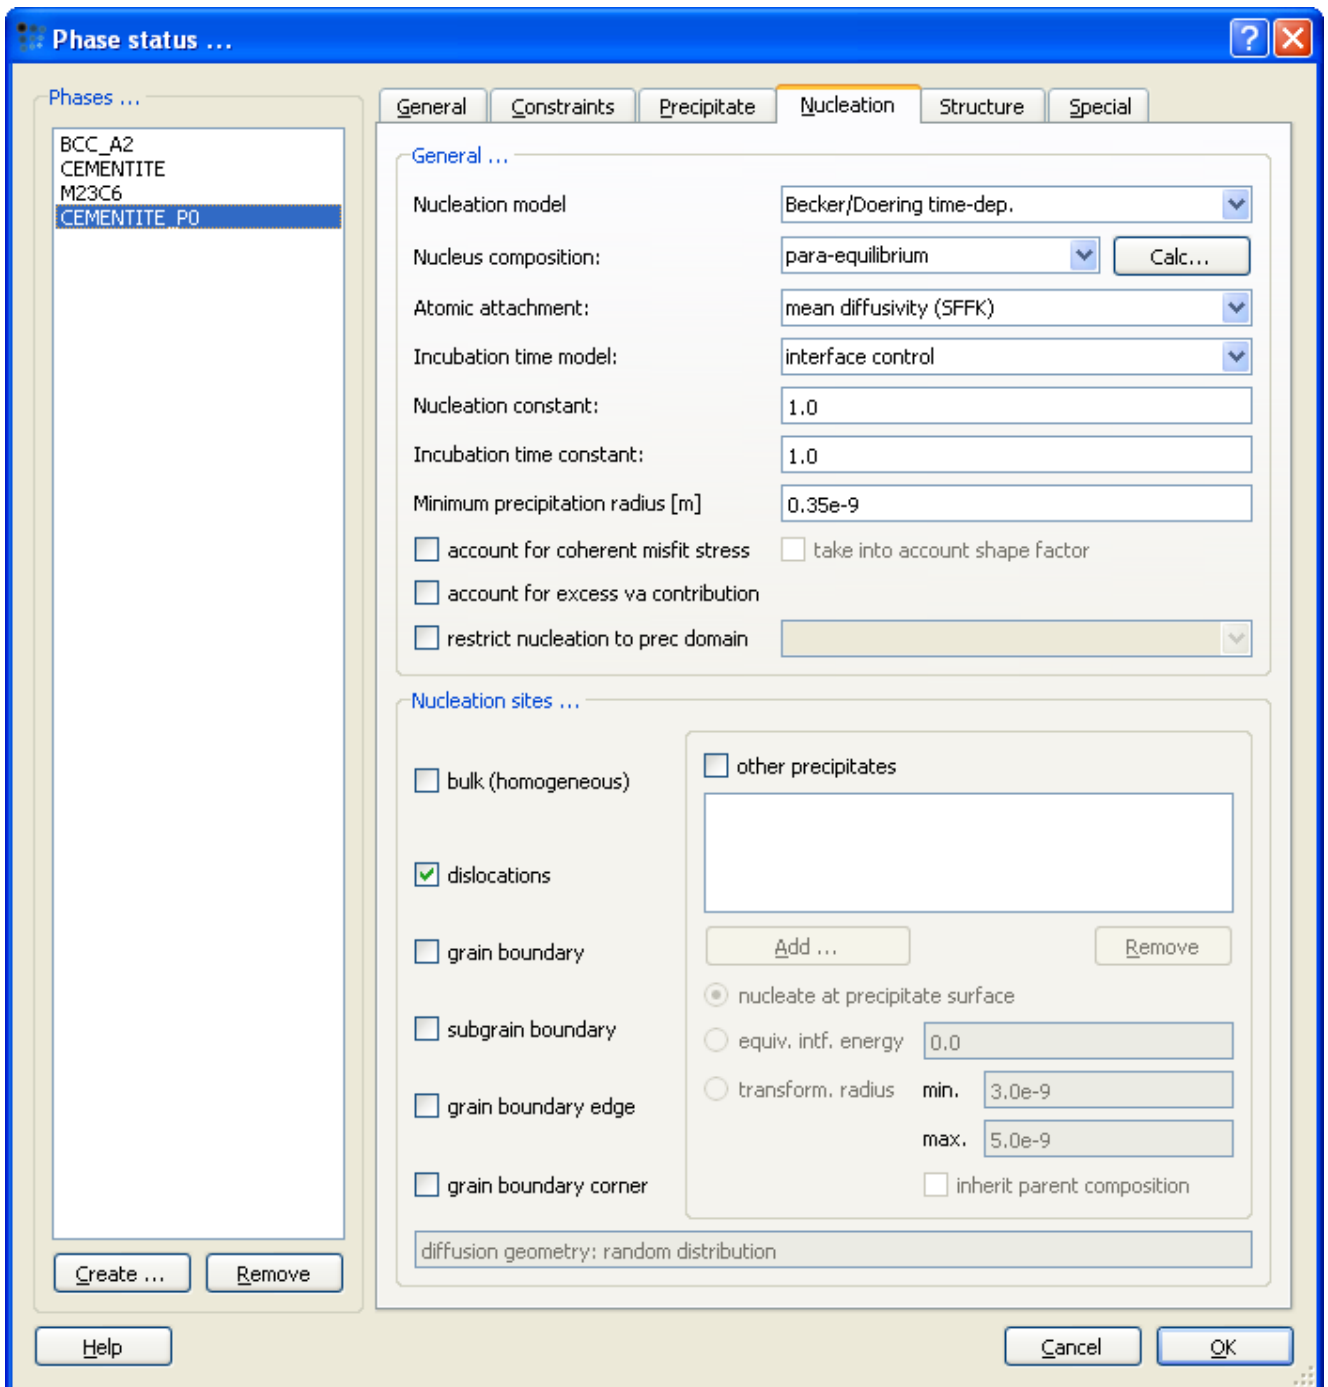 Phase status ...
Phases ...
BCC_A2
CEMENTITE
M23C6
CEMENTITE_P0
Create ...
Remove
General
Constraints
Precipitate
Nucleation
Structure
Special
General ...
Nucleation model
Becker/Doering time-dep.
Nucleus composition:
para-equilibrium
Calc...
Atomic attachment:
mean diffusivity (SFFK)
Incubation time model:
interface control
Nucleation constant:
1.0
Incubation time constant:
1.0
Minimum precipitation radius [m]
0.35e-9
account for coherent misfit stress
take into account shape factor
account for excess va contribution
restrict nucleation to prec domain
Nucleation sites ...
bulk (homogeneous)
dislocations
grain boundary
subgrain boundary
grain boundary edge
grain boundary corner
other precipitates
Add ...
Remove
nucleate at precipitate surface
equiv. intf. energy
0.0
transform. radius
min.
3.0e-9
max.
5.0e-9
inherit parent composition
diffusion geometry: random distribution
Help
Cancel
OK